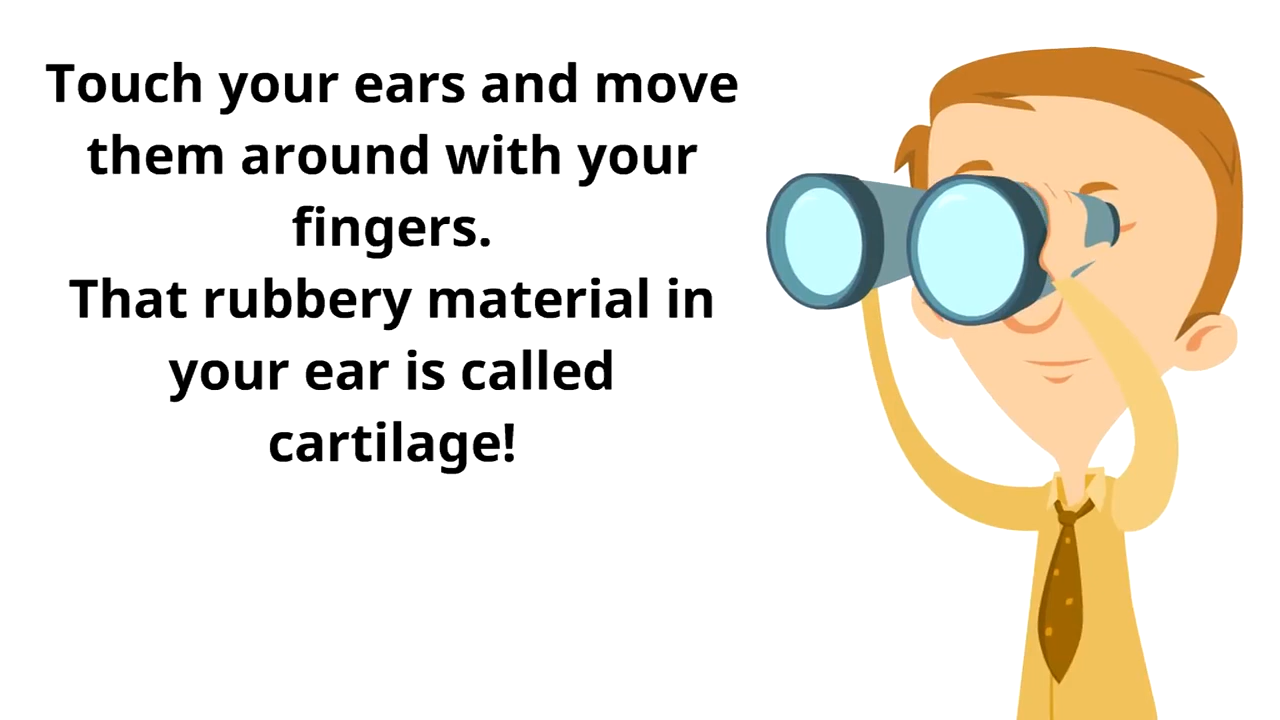 Touch your ears and move
them around with your
fingers.
That rubbery material in
your ear is called
cartilage!